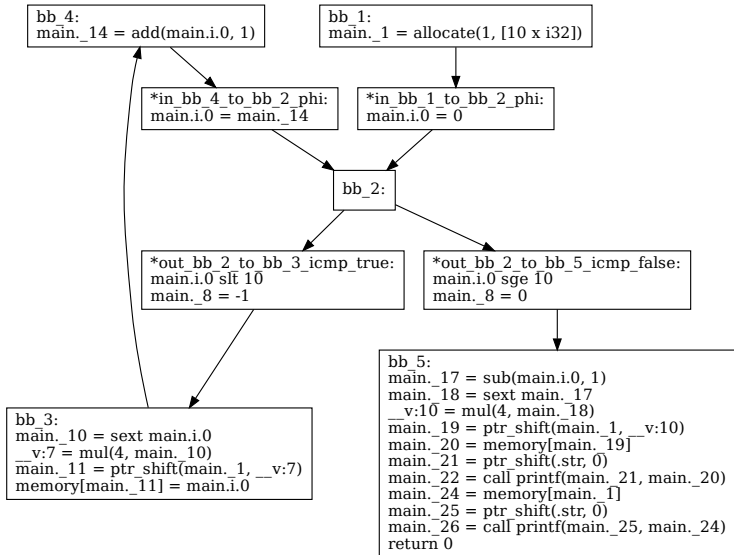 bb_4:
main._14 = add(main.i.0, 1)
bb_1:
main._1 = allocate(1, [10 x i32])
*in_bb_4_to_bb_2_phi:
main.i.0 = main._14
*in_bb_1_to_bb_2_phi:
main.i.0 = 0
bb_2:
*out_bb_2_to_bb_3_icmp_true:
main.i.0 slt 10
main._8 = -1
*out_bb_2_to_bb_5_icmp_false:
main.i.0 sge 10
main._8 = 0
bb_3:
main._10 = sext main.i.0
__v:7 = mul(4, main._10)
main._11 = ptr_shift(main._1, __v:7)
memory[main._11] = main.i.0
bb_5:
main._17 = sub(main.i.0, 1)
main._18 = sext main._17
__v:10 = mul(4, main._18)
main._19 = ptr_shift(main._1, __v:10)
main._20 = memory[main._19]
main._21 = ptr_shift(.str, 0)
main._22 = call printf(main._21, main._20)
main._24 = memory[main._1]
main._25 = ptr_shift(.str, 0)
main._26 = call printf(main._25, main._24)
return 0